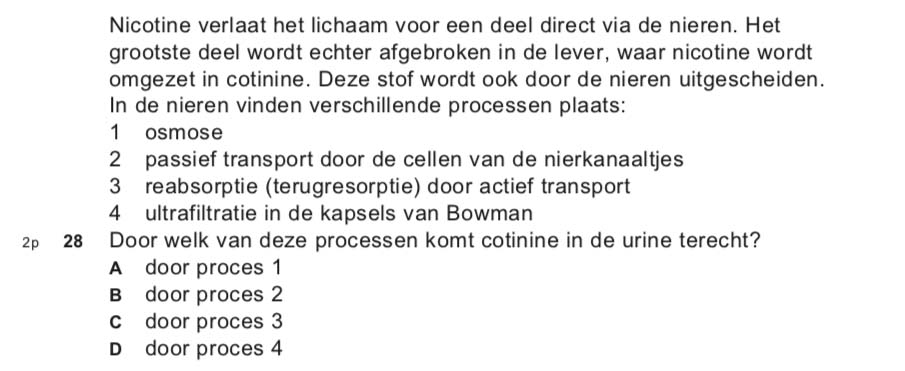 Nicotine verlaat het lichaam voor een deel direct via de nieren. Het
grootste deel wordt echter afgebroken in de lever, waar nicotine wordt
omgezet in cotinine. Deze stof wordt ook door de nieren uitgescheiden.
In de nieren vinden verschillende processen plaats:
1 osmose
2 passief transport door de cellen van de nierkanaaltjes
3 reabsorptie (terugresorptie) door actief transport
4 ultrafiltratie in de kapsels van Bowman
2p 28 Door welk van deze processen komt cotinine in de urine terecht?
A door proces 1
B door proces 2
C door proces 3
D door proces 4